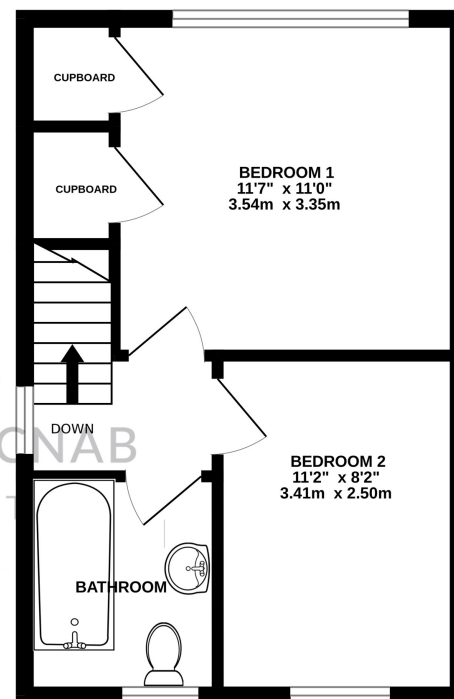 CUPBOARD
CUPBOARD
BEDROOM 1
11'7" x 11'0"
3.54m x 3.35m
DOWN
CNAB
BEDROOM 2
11'2" x 8'2"
3.41m x 2.50m
BATHROOM